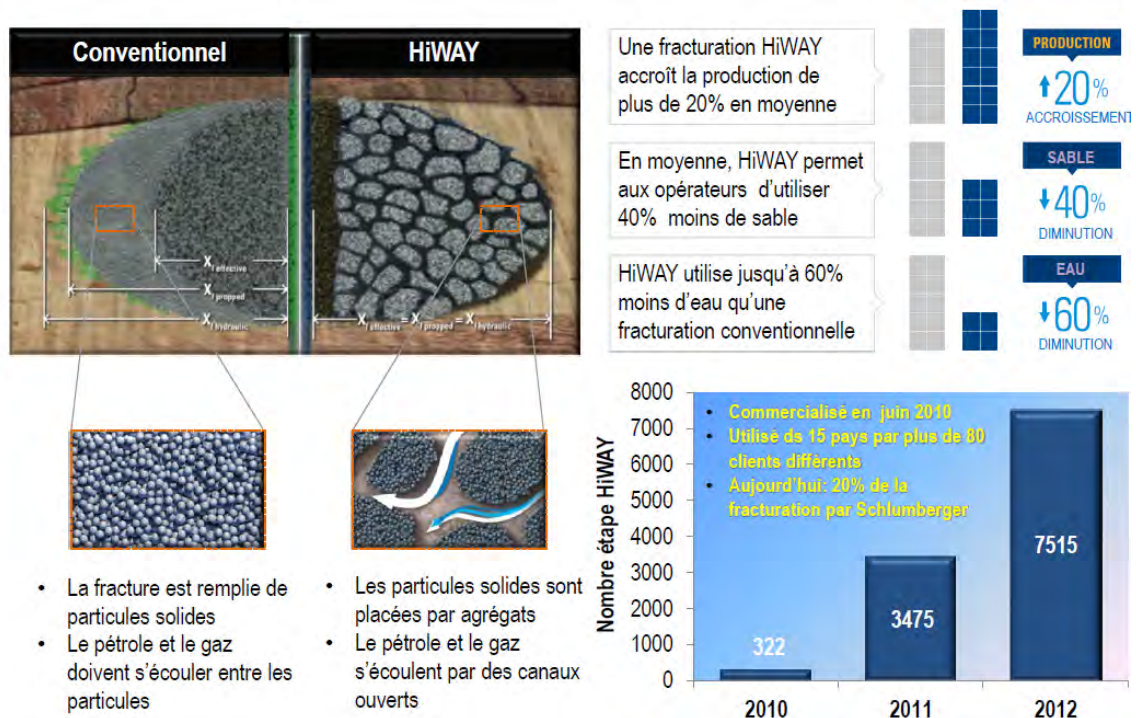 Conventionnel
HiWAY
X f effective
X f propped
X f hydraulic
X f effective = X f propped = X f hydraulic
• La fracture est remplie de
particules solides
• Le pétrole et le gaz
doivent s’écouler entre les
particules
• Les particules solides sont
placées par agrégats
• Le pétrole et le gaz
s’écoulent par des canaux
ouverts
Une fracturation HiWAY
accroît la production de
plus de 20% en moyenne
PRODUCTION
20%
ACCROISSEMENT
En moyenne, HiWAY permet
aux opérateurs d’utiliser
40% moins de sable
SABLE
40%
DIMINUTION
HiWAY utilise jusqu’à 60%
moins d’eau qu’une
fracturation conventionnelle
EAU
60%
DIMINUTION
Nombre étape HiWAY
8000
7000
6000
5000
4000
3000
2000
1000
0
• Commercialisé en juin 2010
• Utilisé ds 15 pays par plus de 80
clients différents
• Aujourd’hui: 20% de la
fracturation par Schlumberger
322
3475
7515
2010
2011
2012